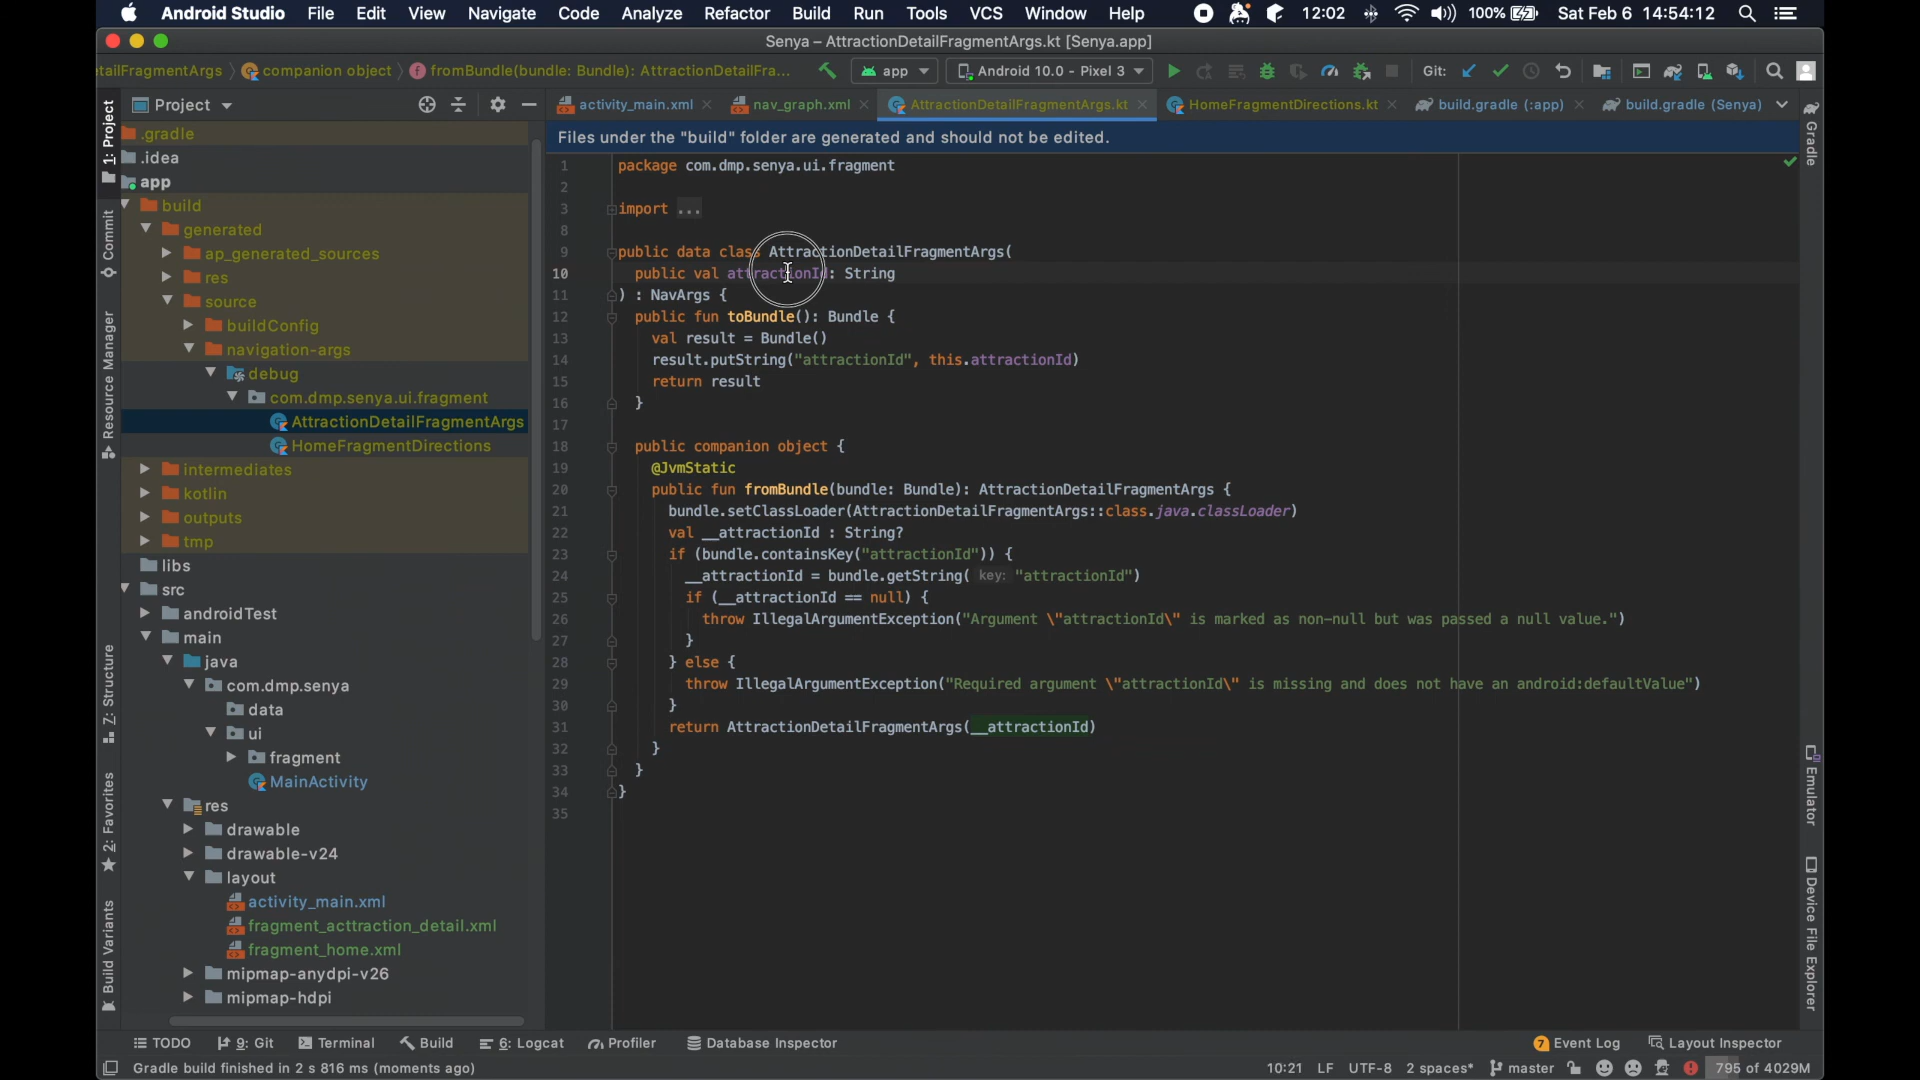 Android Studio File Edit View Navigate Code Analyze Refactor Build Run Tools VCS Window Help 12:02 100% Sat Feb 6 14:54:12
Senya – AttractionDetailFragmentArgs.kt [Senya.app]
tailFragmentArgs companion object fromBundle(bundle: Bundle): AttractionDetailFra... app Android 10.0 - Pixel 3 Git:
Project
activity_main.xml nav_graph.xml AttractionDetailFragmentArgs.kt HomeFragmentDirections.kt build.gradle (:app) build.gradle (Senya)
Files under the "build" folder are generated and should not be edited.
1: Project
Commit
Resource Manager
Z: Structure
2: Favorites
Build Variants
.gradle
.idea
app
build
generated
ap_generated_sources
res
source
buildConfig
navigation-args
debug
com.dmp.senya.ui.fragment
AttractionDetailFragmentArgs
HomeFragmentDirections
intermediates
kotlin
outputs
tmp
libs
src
androidTest
main
java
com.dmp.senya
data
ui
fragment
MainActivity
res
drawable
drawable-v24
layout
activity_main.xml
fragment_acttraction_detail.xml
fragment_home.xml
mipmap-anydpi-v26
mipmap-hdpi
1 package com.dmp.senya.ui.fragment
2
3 import ...
8
9 public data class AttractionDetailFragmentArgs(
10 public val attractionId: String
11 ) : NavArgs {
12 public fun toBundle(): Bundle {
13 val result = Bundle()
14 result.putString("attractionId", this.attractionId)
15 return result
16 }
17
18 public companion object {
19 @JvmStatic
20 public fun fromBundle(bundle: Bundle): AttractionDetailFragmentArgs {
21 bundle.setClassLoader(AttractionDetailFragmentArgs::class.java.classLoader)
22 val __attractionId : String?
23 if (bundle.containsKey("attractionId")) {
24 __attractionId = bundle.getString( key: "attractionId")
25 if (__attractionId == null) {
26 throw IllegalArgumentException("Argument \"attractionId\" is marked as non-null but was passed a null value.")
27 }
28 } else {
29 throw IllegalArgumentException("Required argument \"attractionId\" is missing and does not have an android:defaultValue")
30 }
31 return AttractionDetailFragmentArgs(__attractionId)
32 }
33 }
34 }
35
Gradle
Emulator
Device File Explorer
TODO 9: Git Terminal Build 6: Logcat Profiler Database Inspector 7 Event Log Layout Inspector
Gradle build finished in 2 s 816 ms (moments ago) 10:21 LF UTF-8 2 spaces* master 795 of 4029M